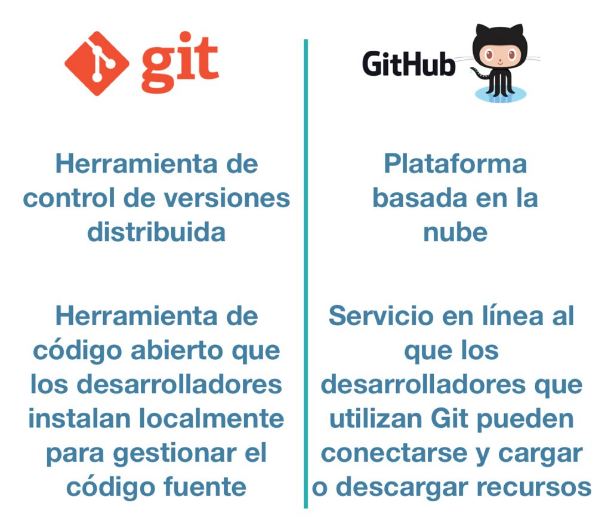 git
Herramienta de
control de versiones
distribuida
Herramienta de
código abierto que
los desarrolladores
instalan localmente
para gestionar el
código fuente
GitHub
Plataforma
basada en la
nube
Servicio en línea al
que los
desarrolladores que
utilizan Git pueden
conectarse y cargar
o descargar recursos